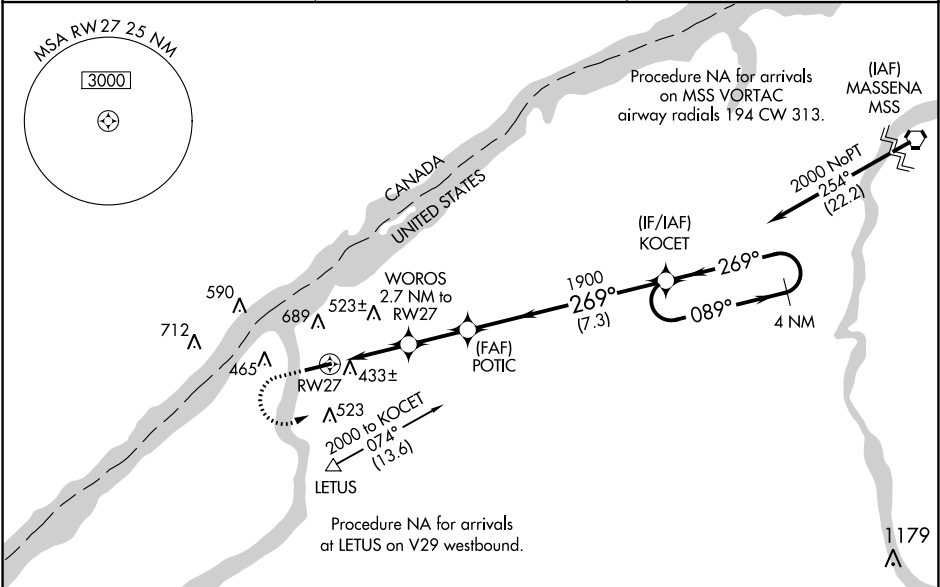 MSA RW27 25 NM
3000
Procedure NA for arrivals
on MSS VORTAC
airway radials 194 CW 313.
(IAF)
MASSENA
MSS
2000 NoPT
254°
(22.2)
CANADA
UNITED STATES
(IF/IAF)
KOCET
269°
089°
4 NM
1900
269°
(7.3)
WOROS
2.7 NM to
RW27
(FAF)
POTIC
590
712
689
523±
465
RW27
433±
523
2000 to KOCET
074°
(13.6)
LETUS
Procedure NA for arrivals
at LETUS on V29 westbound.
1179